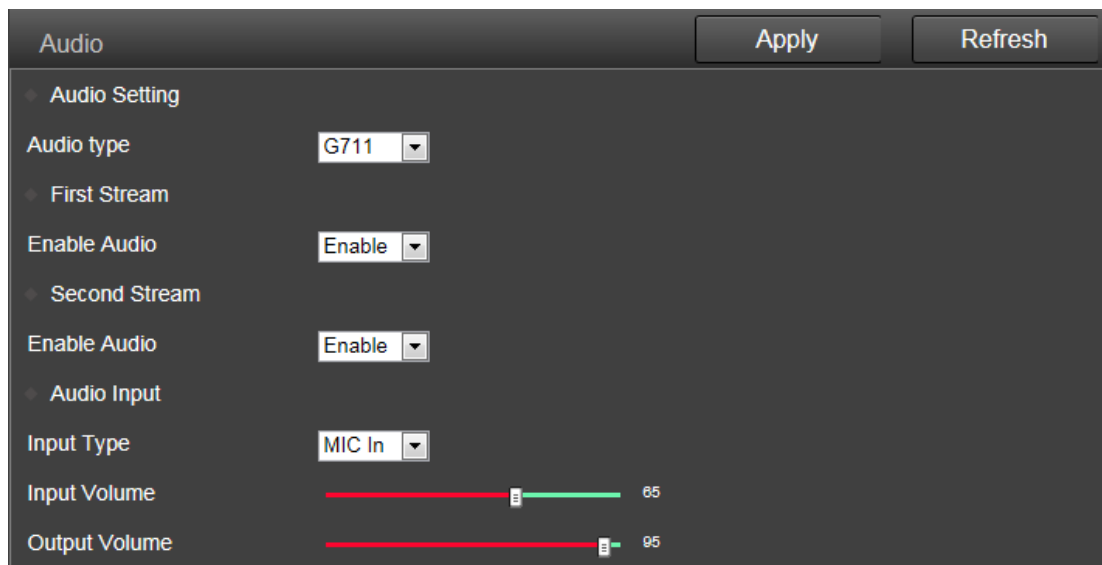 Audio Apply Refresh
Audio Setting
Audio type G711
First Stream
Enable Audio Enable
Second Stream
Enable Audio Enable
Audio Input
Input Type MIC In
Input Volume 65
Output Volume 95